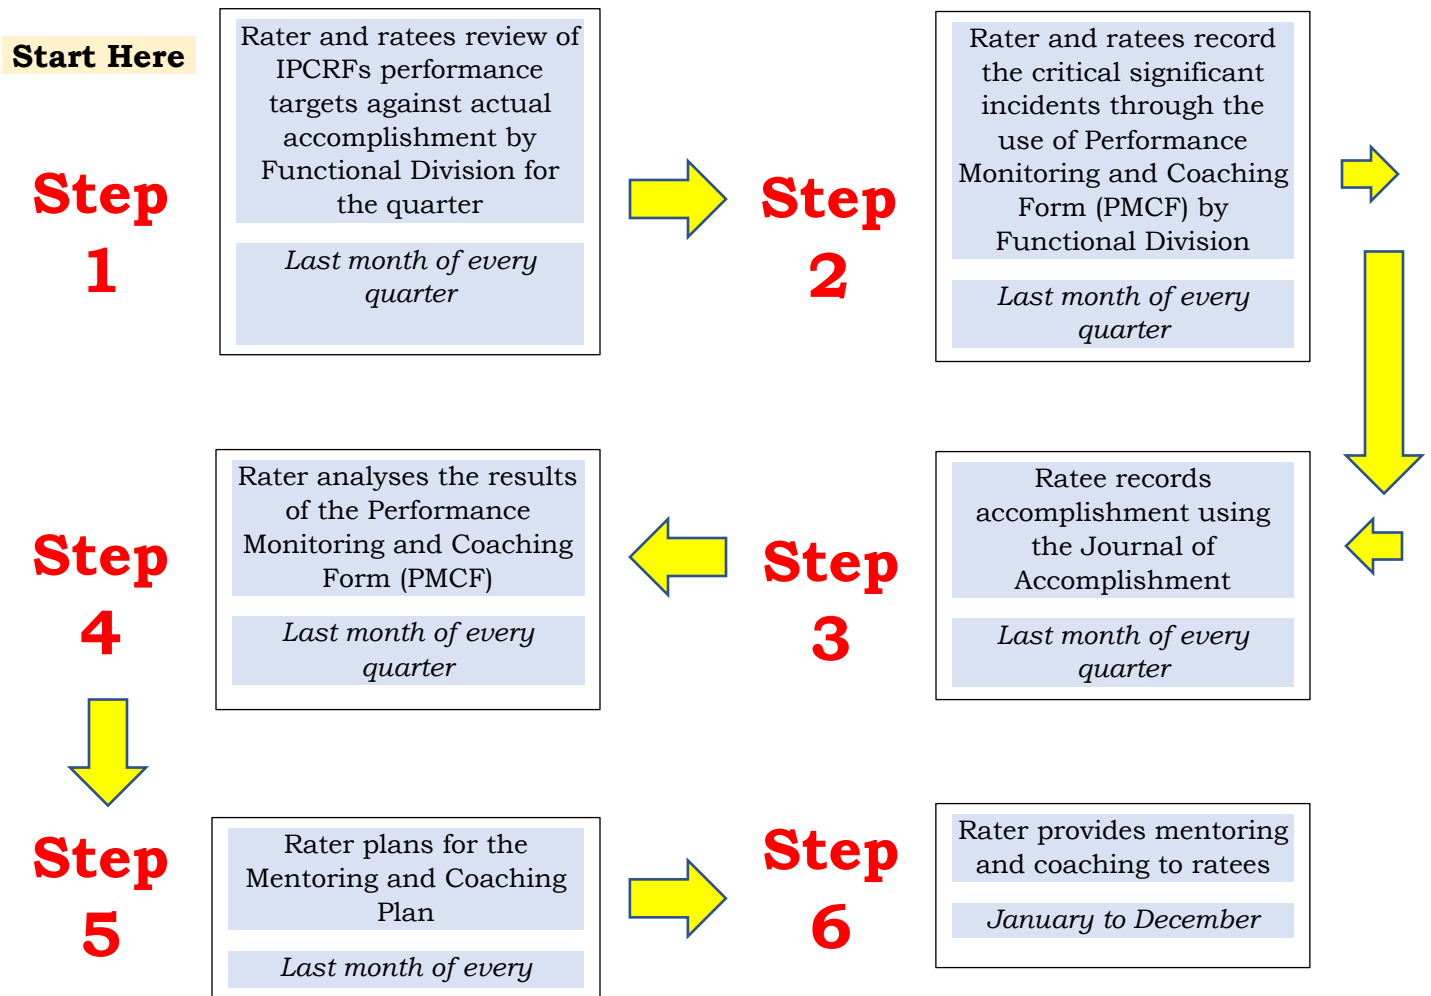 Start Here
Step
1
Rater and ratees review of
IPCRFs performance
targets against actual
accomplishment by
Functional Division for
the quarter
Last month of every
quarter
Step
2
Rater and ratees record
the critical significant
incidents through the
use of Performance
Monitoring and Coaching
Form (PMCF) by
Functional Division
Last month of every
quarter
Step
3
Ratee records
accomplishment using
the Journal of
Accomplishment
Last month of every
quarter
Step
4
Rater analyses the results
of the Performance
Monitoring and Coaching
Form (PMCF)
Last month of every
quarter
Step
5
Rater plans for the
Mentoring and Coaching
Plan
Last month of every
Step
6
Rater provides mentoring
and coaching to ratees
January to December